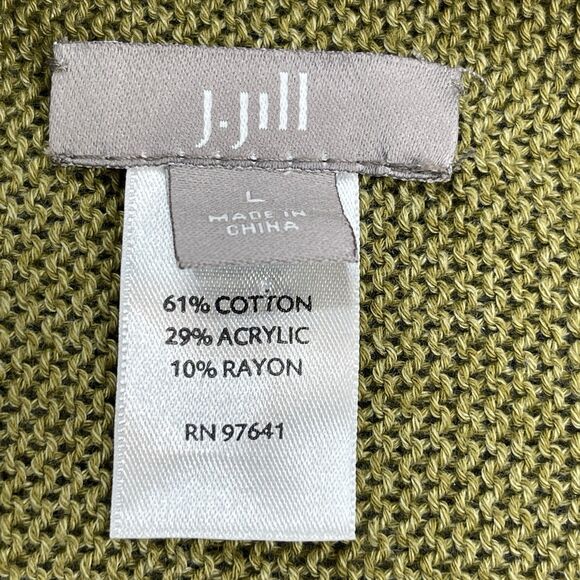 J.Jill
L
MADE IN
CHINA
61% COTTON
29% ACRYLIC
10% RAYON
RN 97641